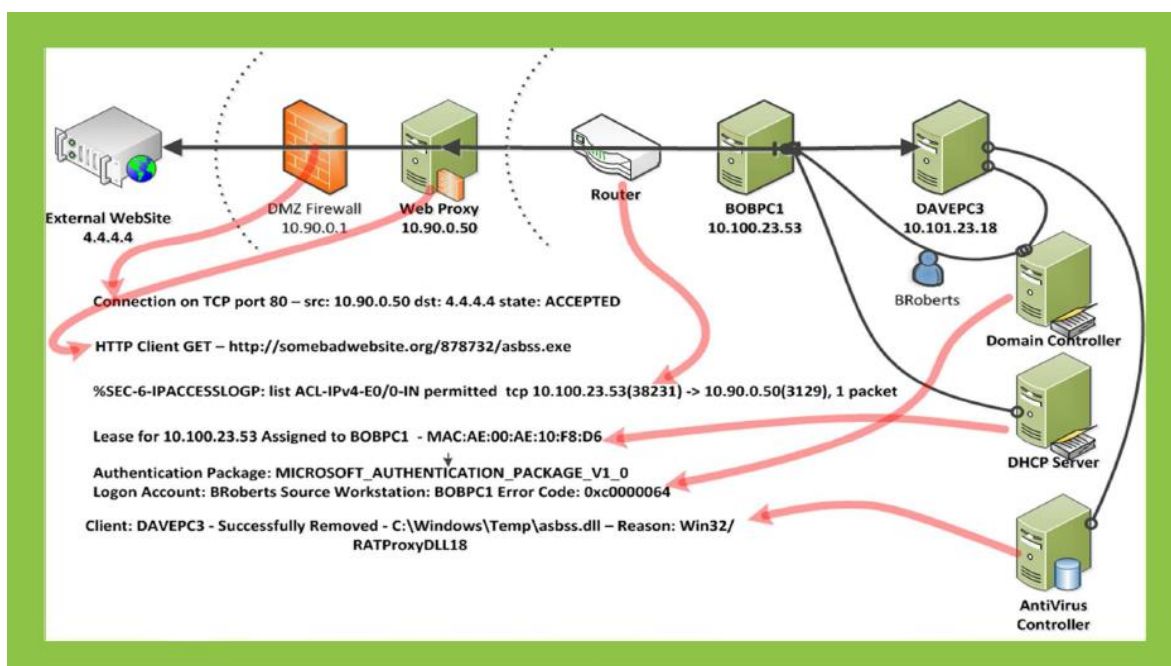 External WebSite
4.4.4.4
DMZ Firewall
10.90.0.1
Web Proxy
10.90.0.50
Router
BOBPC1
10.100.23.53
DAVEPC3
10.101.23.18
BRoberts
Domain Controller
DHCP Server
AntiVirus
Controller
Connection on TCP port 80 – src: 10.90.0.50 dst: 4.4.4.4 state: ACCEPTED
HTTP Client GET – http://somebadwebsite.org/878732/asbss.exe
%SEC-6-IPACCESSLOGP: list ACL-IPv4-E0/0-IN permitted tcp 10.100.23.53(38231) -> 10.90.0.50(3129), 1 packet
Lease for 10.100.23.53 Assigned to BOBPC1 - MAC:AE:00:AE:10:F8:D6
Authentication Package: MICROSOFT_AUTHENTICATION_PACKAGE_V1_0
Logon Account: BRoberts Source Workstation: BOBPC1 Error Code: 0xc0000064
Client: DAVEPC3 - Successfully Removed - C:\Windows\Temp\asbss.dll – Reason: Win32/
RATProxyDLL18